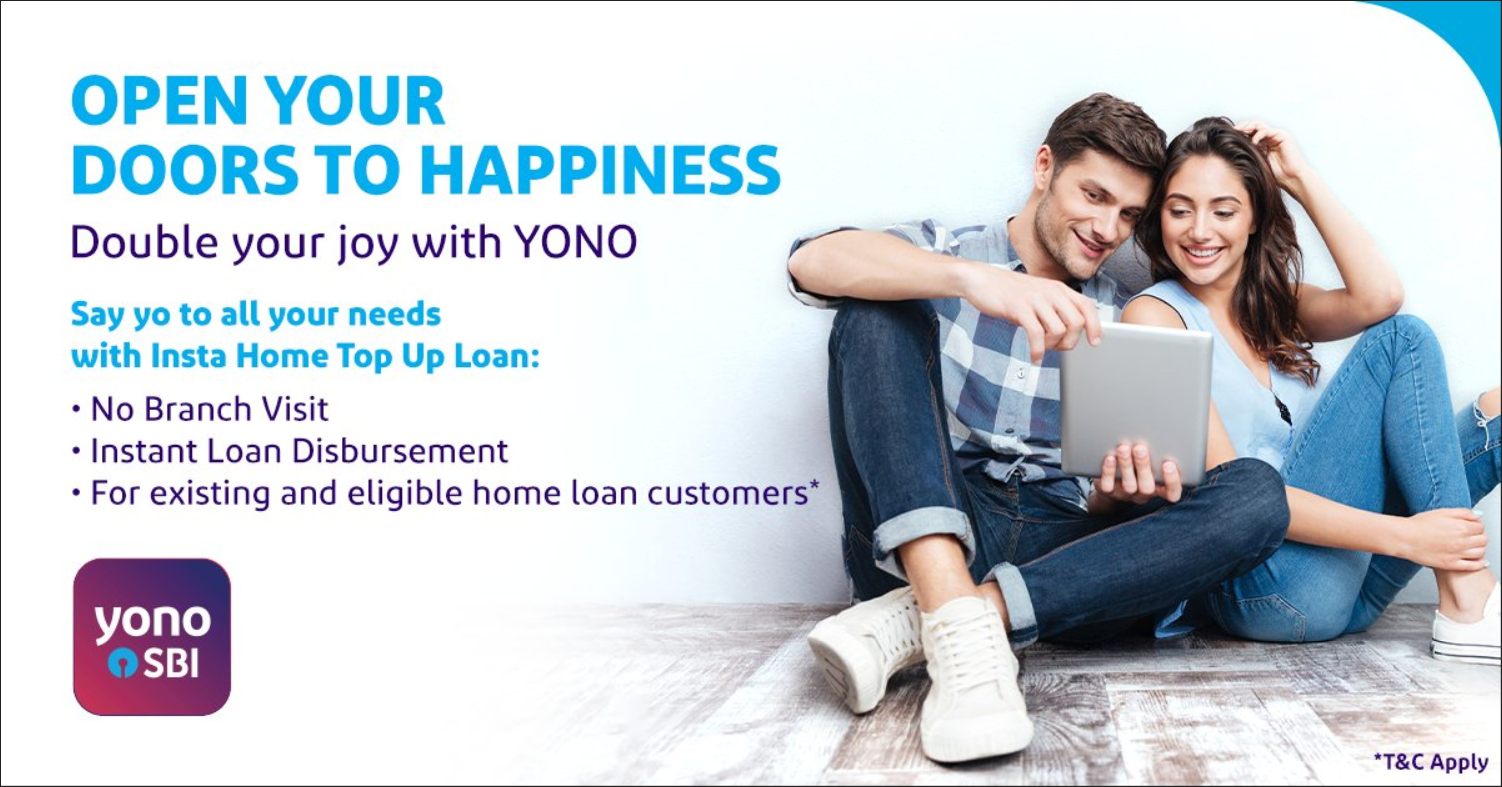 OPEN YOUR
DOORS TO HAPPINESS
Double your joy with YONO
Say yo to all your needs
with Insta Home Top Up Loan:
• No Branch Visit
• Instant Loan Disbursement
• For existing and eligible home loan customers*
yono
SBI
*T&C Apply